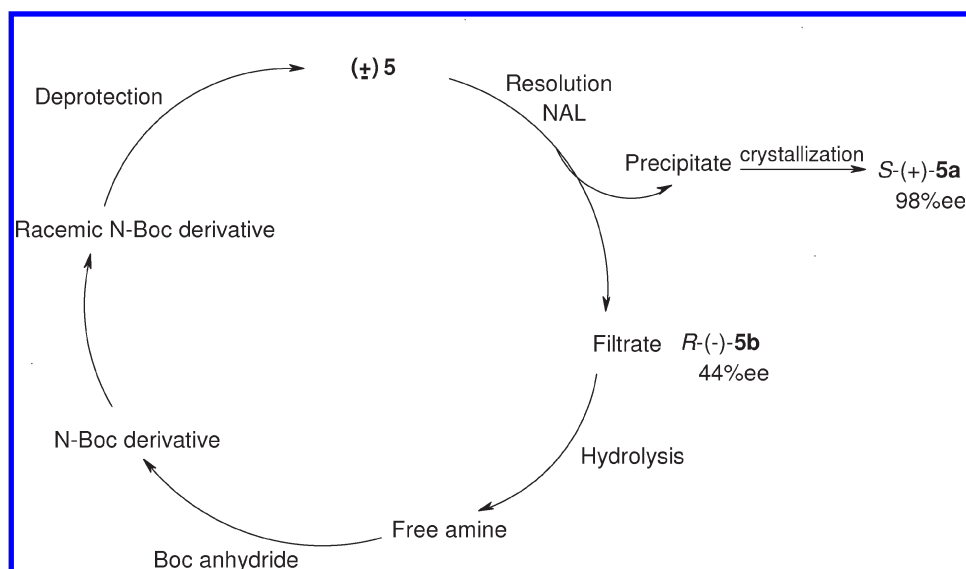 (±) 5
Deprotection
Resolution
NAL
Precipitate
crystallization
S-(+)-5a
98%ee
Racemic N-Boc derivative
Filtrate R-(-)-5b
44%ee
N-Boc derivative
Hydrolysis
Free amine
Boc anhydride